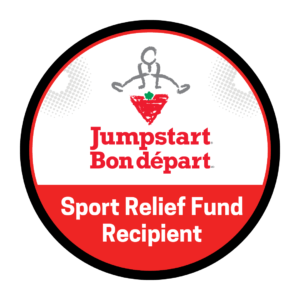 Jumpstart
Bon départ
Sport Relief Fund
Recipient